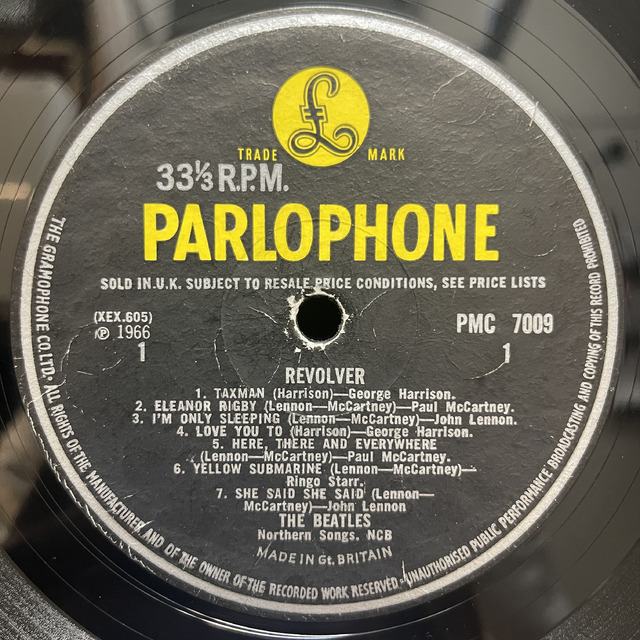 £
TRADE MARK
33⅓ R.P.M.
PARLOPHONE
SOLD IN U.K. SUBJECT TO RESALE PRICE CONDITIONS, SEE PRICE LISTS
(XEX.605)
℗ 1966
1
PMC 7009
1
REVOLVER
1. TAXMAN (Harrison)—George Harrison.
2. ELEANOR RIGBY (Lennon—McCartney)—Paul McCartney.
3. I'M ONLY SLEEPING (Lennon—McCartney)—John Lennon.
4. LOVE YOU TO (Harrison)—George Harrison.
5. HERE, THERE AND EVERYWHERE
(Lennon—McCartney)—Paul McCartney.
6. YELLOW SUBMARINE (Lennon—McCartney)—
Ringo Starr.
7. SHE SAID SHE SAID (Lennon—
McCartney)—John Lennon
THE BEATLES
Northern Songs. NCB
MADE IN Gt. BRITAIN
THE GRAMOPHONE CO. LTD. ALL RIGHTS OF THE MANUFACTURER AND OF THE OWNER OF THE RECORDED WORK RESERVED. UNAUTHORISED PUBLIC PERFORMANCE BROADCASTING AND COPYING OF THIS RECORD PROHIBITED